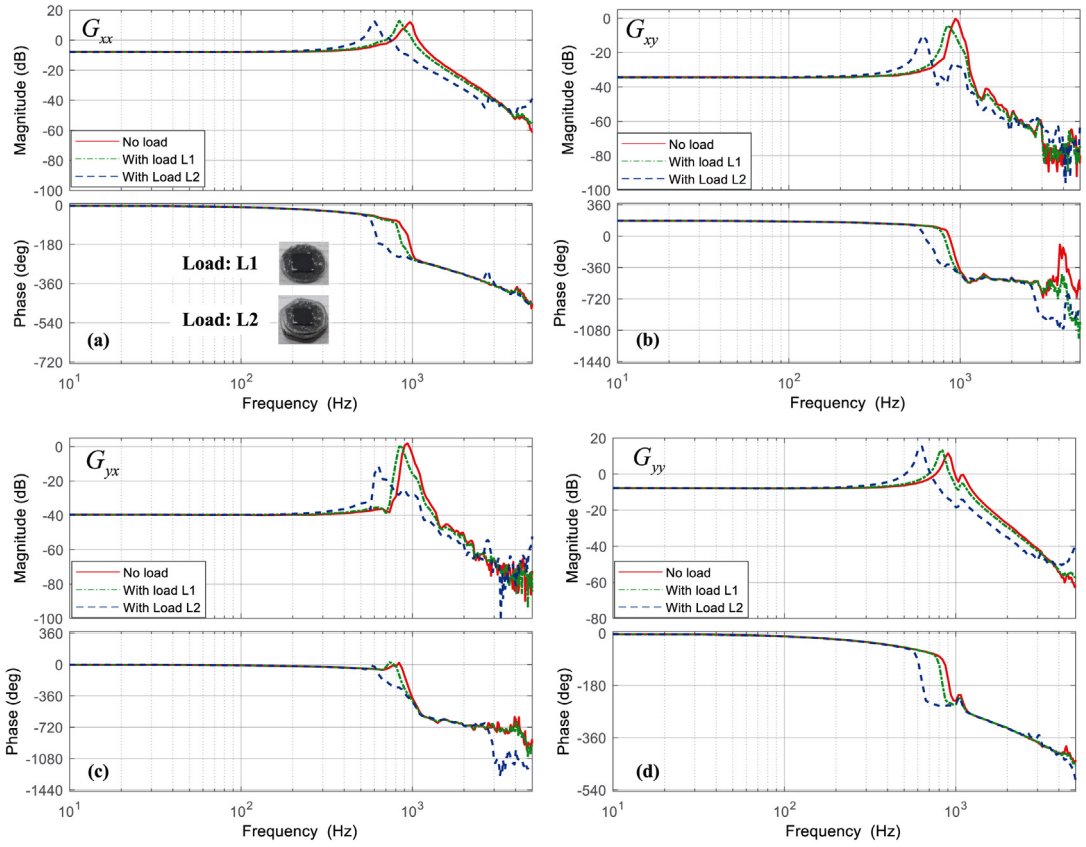 G_xx
20
0
-20
-40
-60
-80
-100
Magnitude (dB)
No load
With load L1
With Load L2
0
-180
-360
-540
-720
Phase (deg)
Load: L1
Load: L2
(a)
10^1
10^2
10^3
Frequency (Hz)
G_xy
0
-20
-40
-60
-80
-100
Magnitude (dB)
No load
With load L1
With Load L2
360
0
-360
-720
-1080
-1440
Phase (deg)
(b)
10^1
10^2
10^3
Frequency (Hz)
G_yx
0
-20
-40
-60
-80
-100
Magnitude (dB)
No load
With load L1
With Load L2
360
0
-360
-720
-1080
-1440
Phase (deg)
(c)
10^1
10^2
10^3
Frequency (Hz)
G_yy
20
0
-20
-40
-60
-80
Magnitude (dB)
No load
With load L1
With Load L2
0
-180
-360
-540
Phase (deg)
(d)
10^1
10^2
10^3
Frequency (Hz)